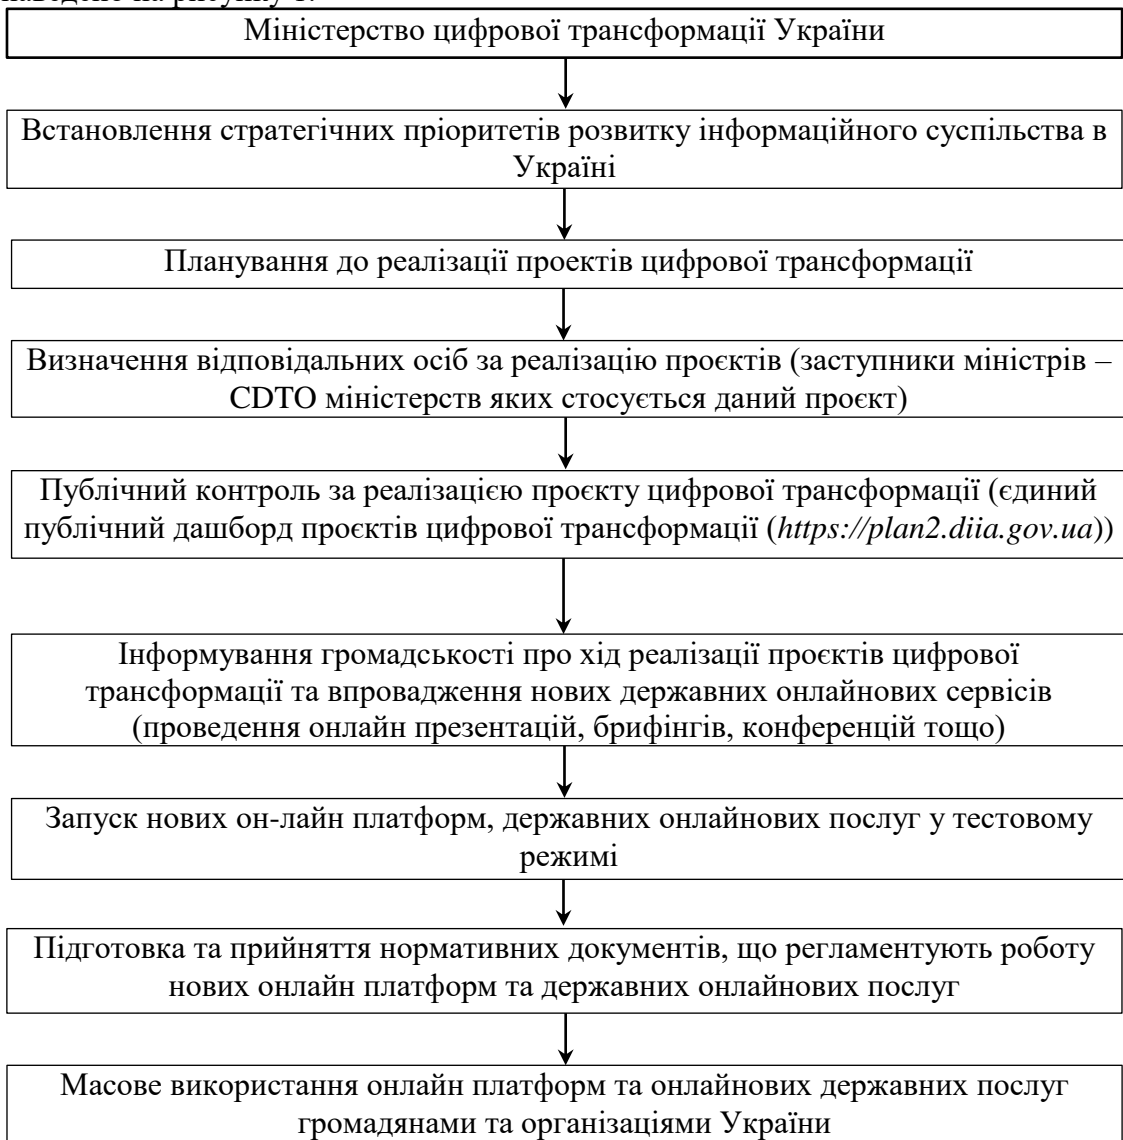 наведено на рисунку 1.
Міністерство цифрової трансформації України
Встановлення стратегічних пріоритетів розвитку інформаційного суспільства в
Україні
Планування до реалізації проектів цифрової трансформації
Визначення відповідальних осіб за реалізацію проєктів (заступники міністрів –
CDTO міністерств яких стосується даний проєкт)
Публічний контроль за реалізацією проєкту цифрової трансформації (єдиний
публічний дашборд проєктів цифрової трансформації (https://plan2.diia.gov.ua))
Інформування громадськості про хід реалізації проєктів цифрової
трансформації та впровадження нових державних онлайнових сервісів
(проведення онлайн презентацій, брифінгів, конференцій тощо)
Запуск нових он-лайн платформ, державних онлайнових послуг у тестовому
режимі
Підготовка та прийняття нормативних документів, що регламентують роботу
нових онлайн платформ та державних онлайнових послуг
Масове використання онлайн платформ та онлайнових державних послуг
громадянами та організаціями України